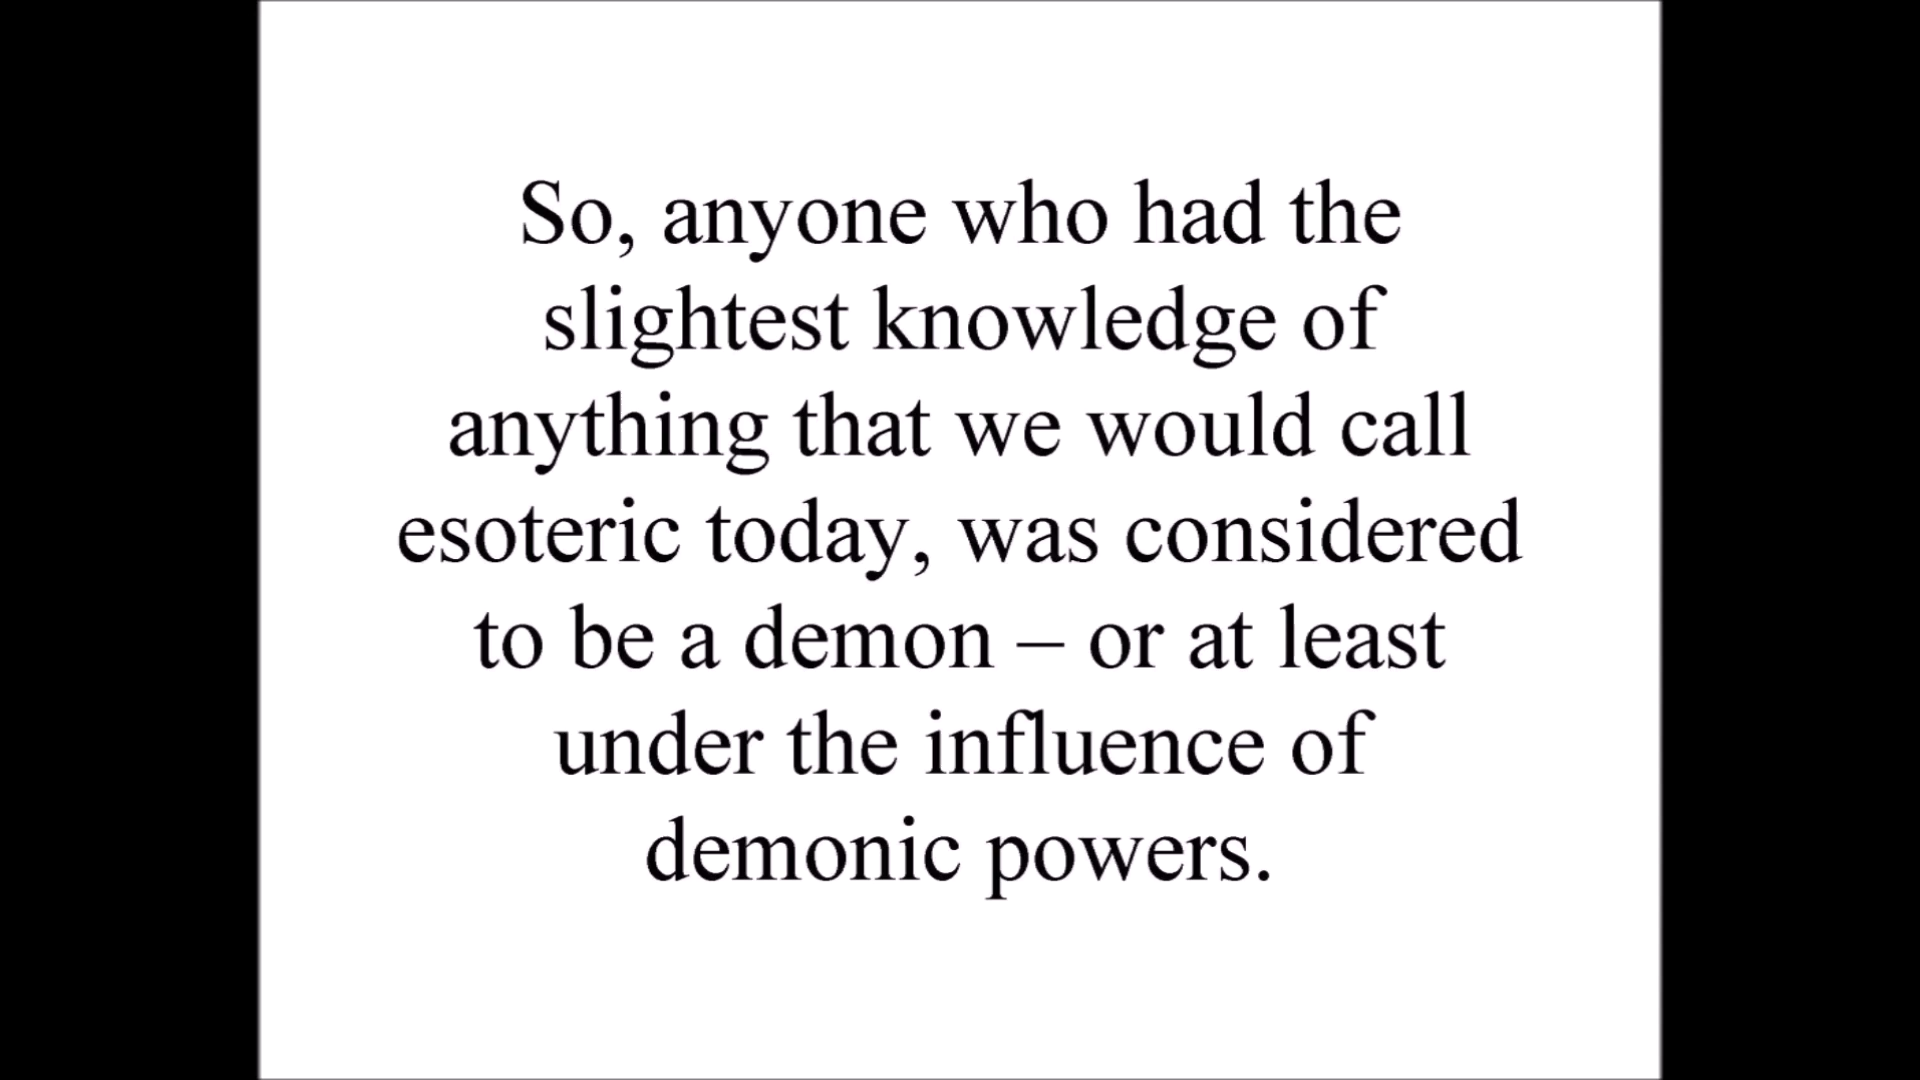 So, anyone who had the
slightest knowledge of
anything that we would call
esoteric today, was considered
to be a demon – or at least
under the influence of
demonic powers.